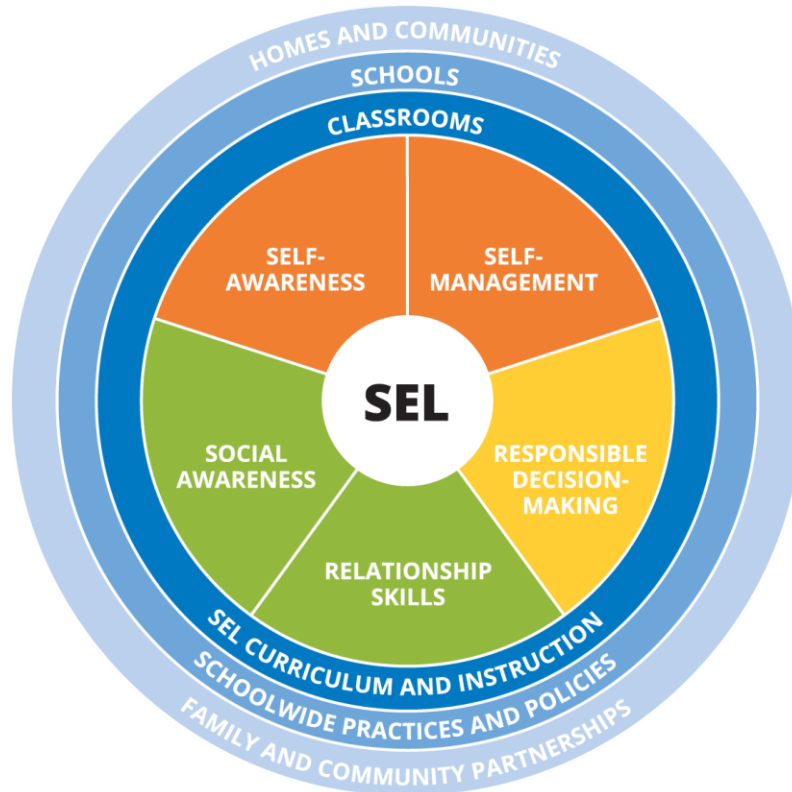 HOMES AND COMMUNITIES
SCHOOLS
CLASSROOMS
SELF-
AWARENESS
SELF-
MANAGEMENT
SEL
SOCIAL
AWARENESS
RESPONSIBLE
DECISION-
MAKING
RELATIONSHIP
SKILLS
SEL CURRICULUM AND INSTRUCTION
SCHOOLWIDE PRACTICES AND POLICIES
FAMILY AND COMMUNITY PARTNERSHIPS